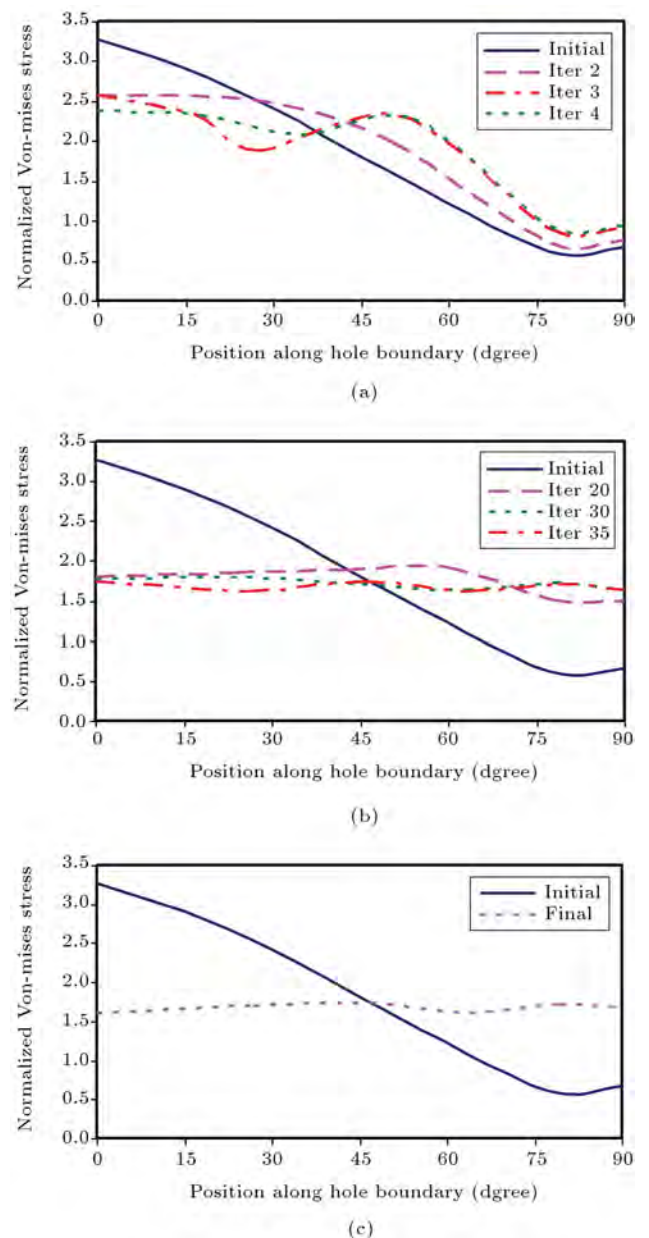 3.5
3.0
2.5
2.0
1.5
1.0
0.5
0.0
Normalized Von-mises stress
Initial
Iter 2
Iter 3
Iter 4
0 15 30 45 60 75 90
Position along hole boundary (dgree)
(a)
3.5
3.0
2.5
2.0
1.5
1.0
0.5
0.0
Normalized Von-mises stress
Initial
Iter 20
Iter 30
Iter 35
0 15 30 45 60 75 90
Position along hole boundary (dgree)
(b)
3.5
3.0
2.5
2.0
1.5
1.0
0.5
0.0
Normalized Von-mises stress
Initial
Final
0 15 30 45 60 75 90
Position along hole boundary (dgree)
(c)